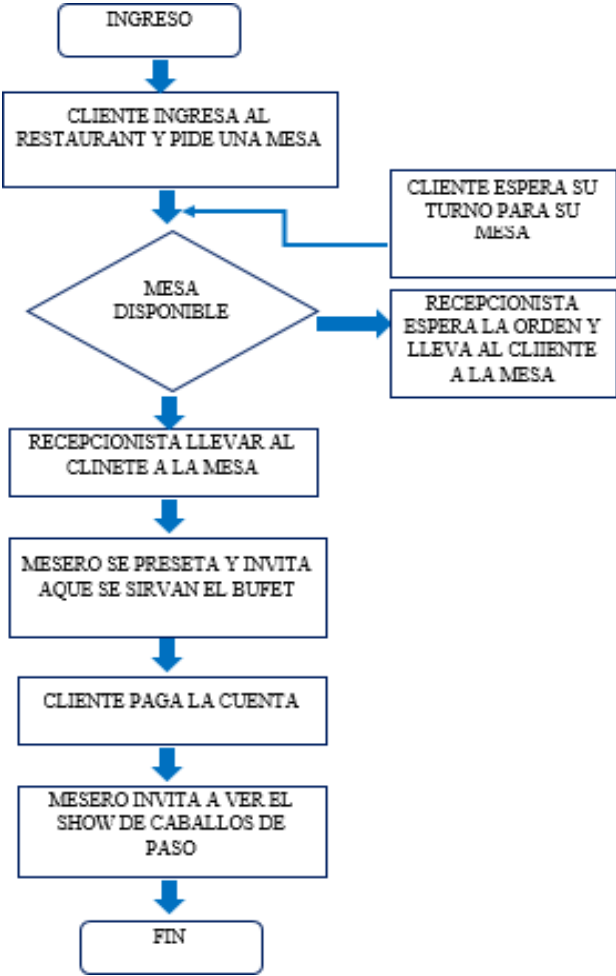 INGRESO
CLIENTE INGRESA AL
RESTAURANT Y PIDE UNA MESA
CLIENTE ESPERA SU
TURNO PARA SU
MESA
MESA
DISPONIBLE
RECEPCIONISTA
ESPERA LA ORDEN Y
LLEVA AL CLIIENTE
A LA MESA
RECEPCIONISTA LLEVAR AL
CLINETE A LA MESA
MESERO SE PRESETA Y INVITA
AQUE SE SIRVAN EL BUFET
CLIENTE PAGA LA CUENTA
MESERO INVITA A VER EL
SHOW DE CABALLOS DE
PASO
FIN